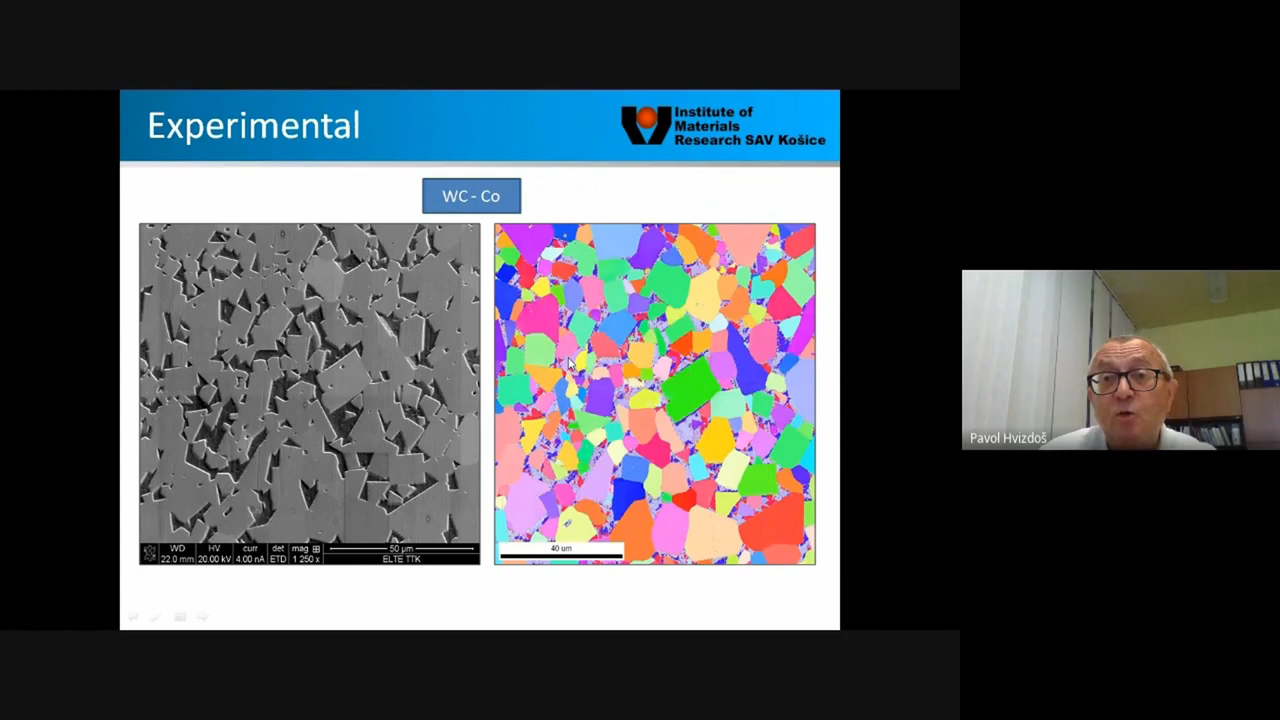 Experimental
Institute of
Materials
Research SAV Košice
WC - Co
WD HV curr det mag 50 µm
22.0 mm 20.00 kV 4.00 nA ETD 1 250 x ELTE TTK
40 um
Pavol Hvizdoš